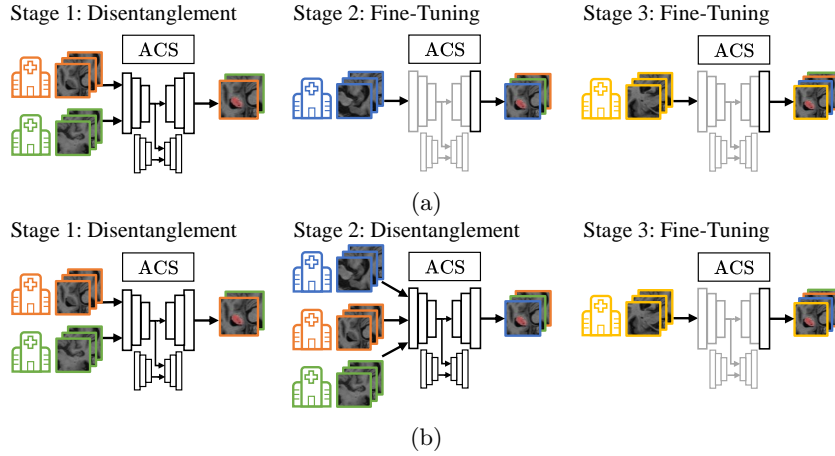 Stage 1: Disentanglement
Stage 2: Fine-Tuning
Stage 3: Fine-Tuning
ACS
ACS
ACS
(a)
Stage 1: Disentanglement
Stage 2: Disentanglement
Stage 3: Fine-Tuning
ACS
ACS
ACS
(b)